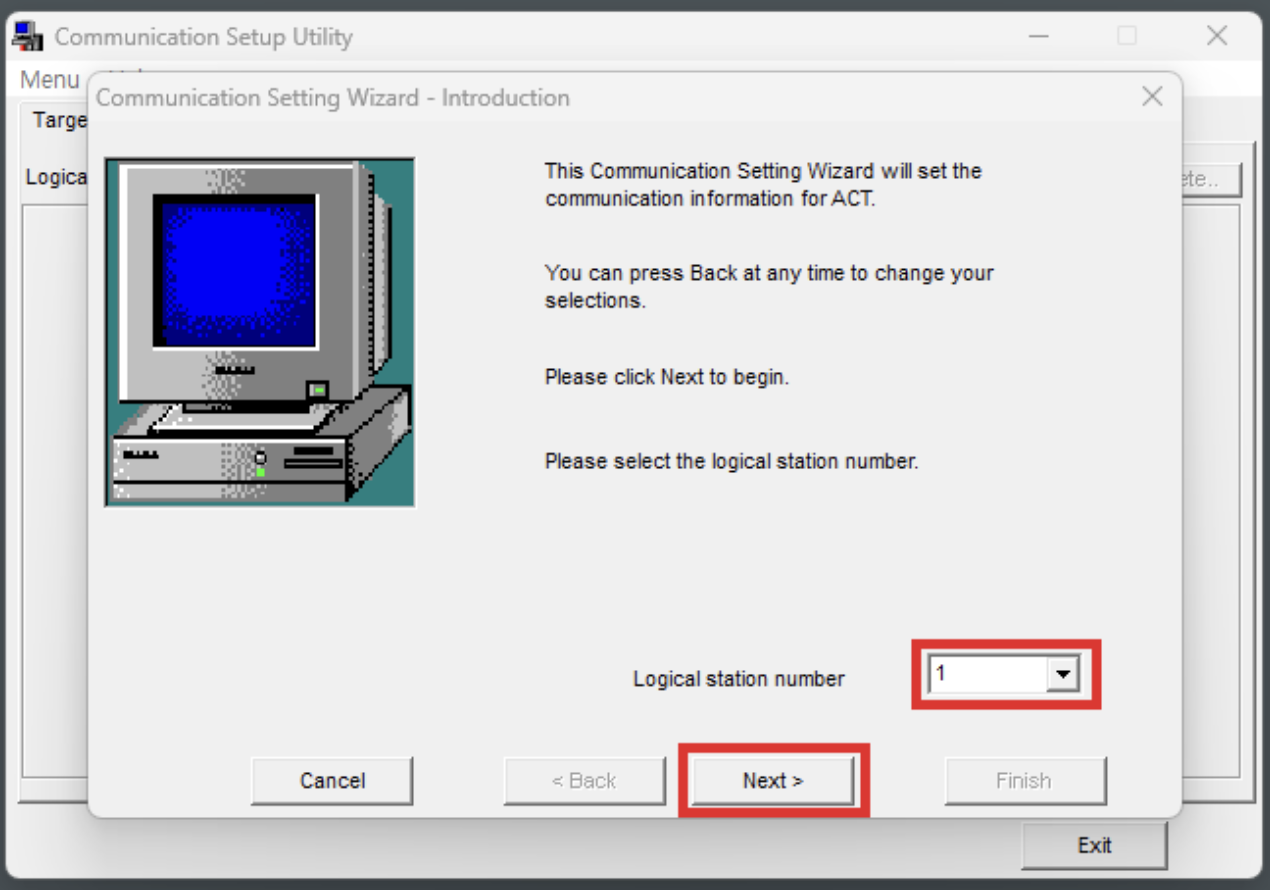 Communication Setup Utility
Menu
Communication Setting Wizard - Introduction
Targe
Logica
ete..
This Communication Setting Wizard will set the
communication information for ACT.
You can press Back at any time to change your
selections.
Please click Next to begin.
Please select the logical station number.
Logical station number
1
Cancel
< Back
Next >
Finish
Exit